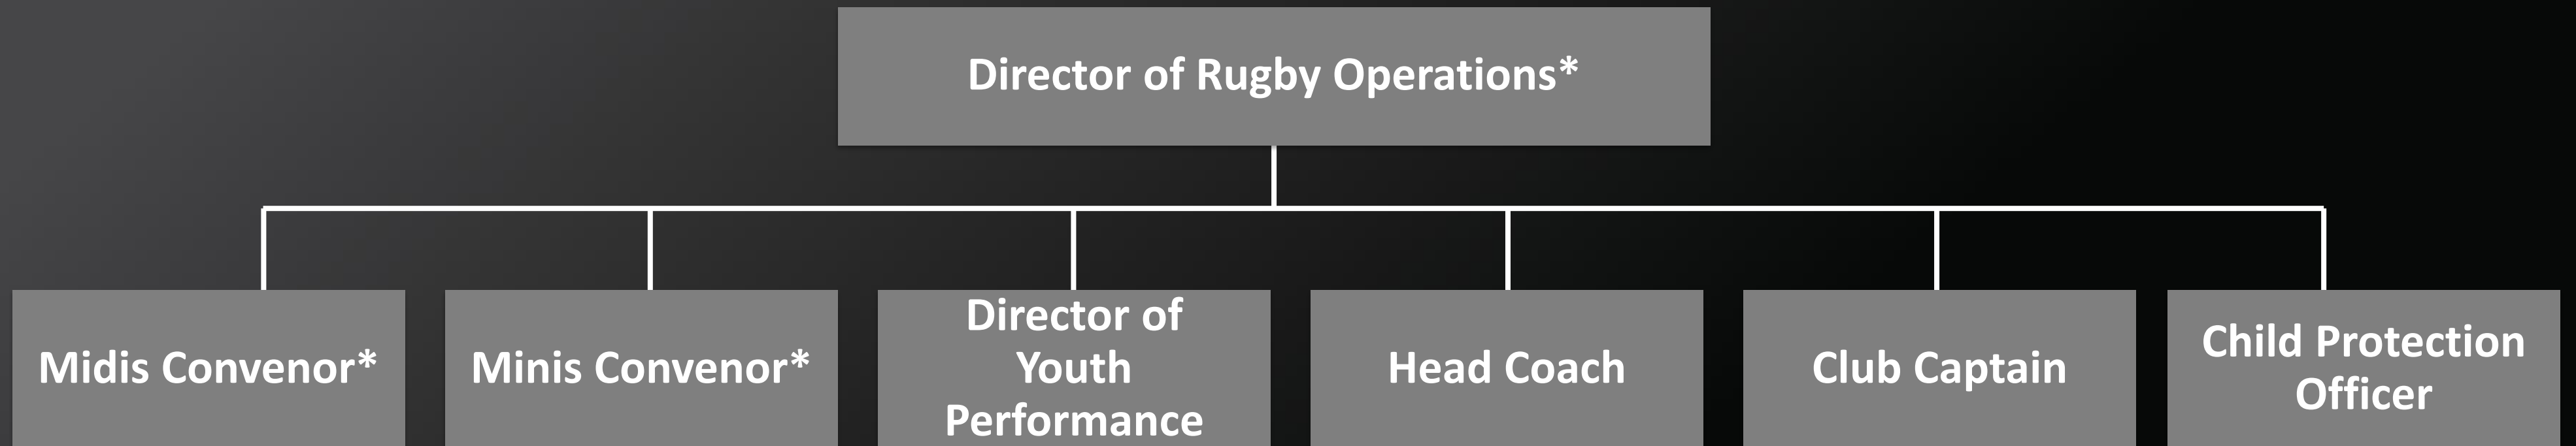 Director of Rugby Operations*
Midis Convenor*
Minis Convenor*
Director of
Youth
Performance
Head Coach
Club Captain
Child Protection
Officer